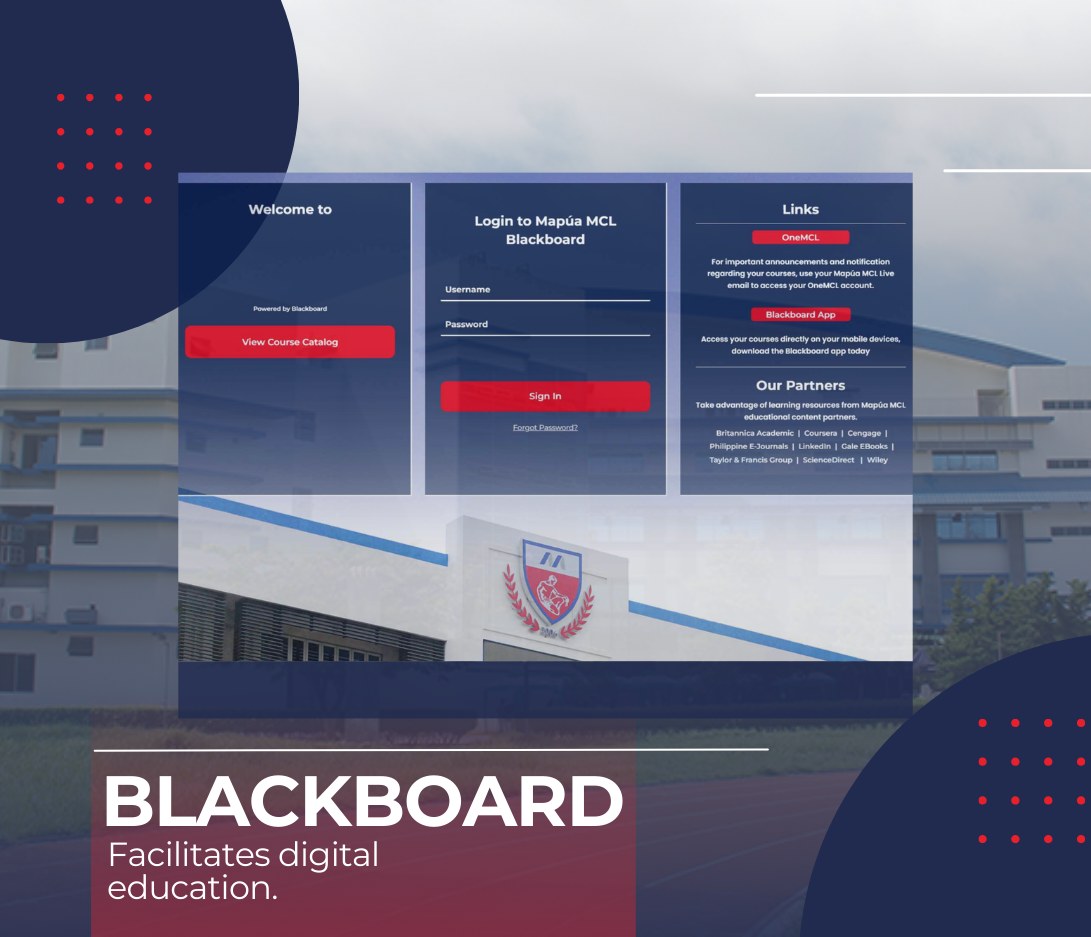 Welcome to
Powered by Blackboard
View Course Catalog
Login to Mapúa MCL
Blackboard
Username
Password
Sign In
Forgot Password?
Links
OneMCL
For important announcements and notification
regarding your courses, use your Mapúa MCL Live
email to access your OneMCL account.
Blackboard App
Access your courses directly on your mobile devices,
download the Blackboard app today
Our Partners
Take advantage of learning resources from Mapúa MCL
educational content partners.
Britannica Academic | Coursera | Cengage |
Philippine E-Journals | LinkedIn | Gale EBooks |
Taylor & Francis Group | ScienceDirect | Wiley
BLACKBOARD
Facilitates digital
education.